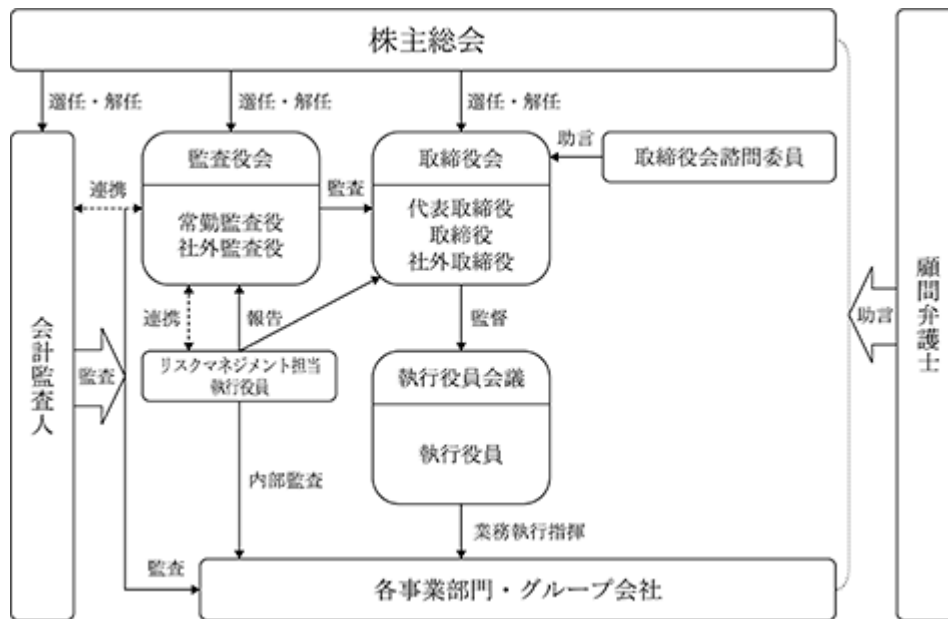 株主総会
選任・解任
選任・解任
選任・解任
監査役会
取締役会
助言
取締役会諮問委員
連携
監査
常勤監査役
社外監査役
代表取締役
取締役
社外取締役
会計監査人
監査
連携
報告
監督
助言
顧問弁護士
リスクマネジメント担当
執行役員
執行役員会議
執行役員
内部監査
業務執行指揮
監査
各事業部門・グループ会社